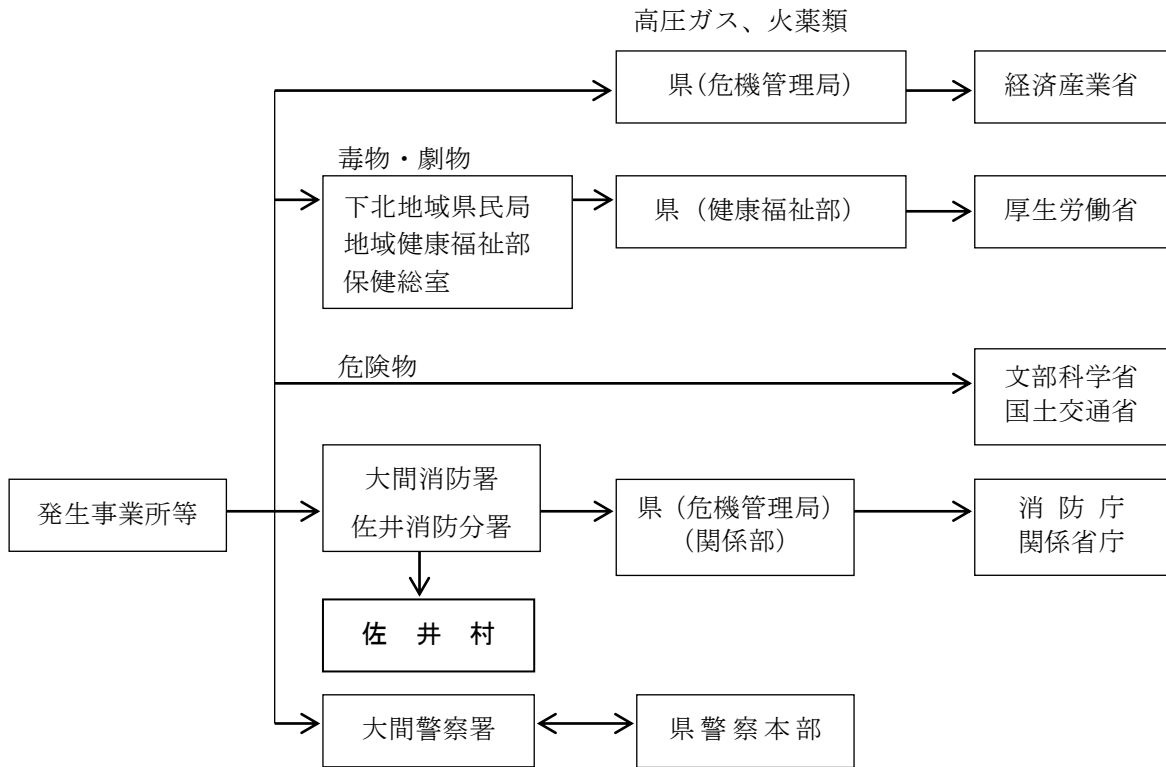 高圧ガス、火薬類
県(危機管理局)
経済産業省
毒物・劇物
下北地域県民局
地域健康福祉部
保健総室
県（健康福祉部）
厚生労働省
危険物
文部科学省
国土交通省
発生事業所等
大間消防署
佐井消防分署
県（危機管理局）
（関係部）
消 防 庁
関係省庁
佐 井 村
大間警察署
県警察本部